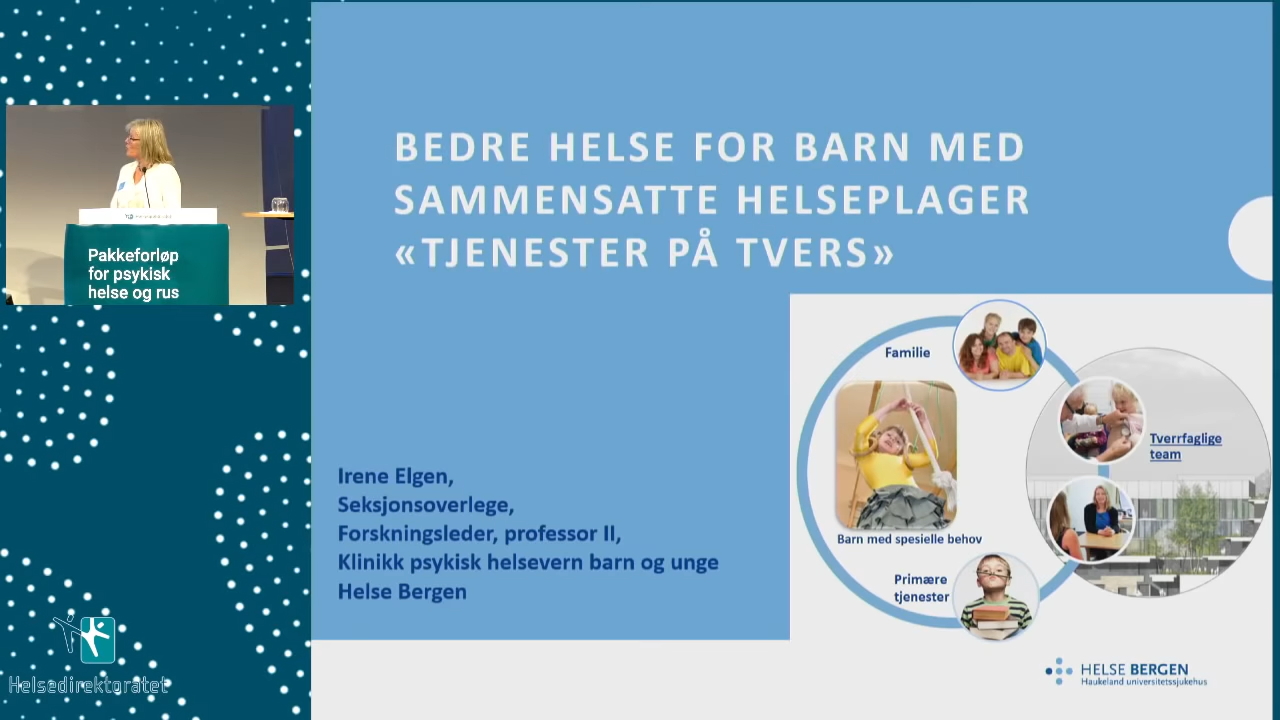 BEDRE HELSE FOR BARN MED
SAMMENSATTE HELSEPLAGER
«TJENESTER PÅ TVERS»
Pakkeforløp
for psykisk
helse og rus
Familie
Tverrfaglige
team
Barn med spesielle behov
Primære
tjenester
Irene Elgen,
Seksjonsoverlege,
Forskningsleder, professor II,
Klinikk psykisk helsevern barn og unge
Helse Bergen
HELSE BERGEN
Haukeland universitetssjukehus
Helsedirektoratet